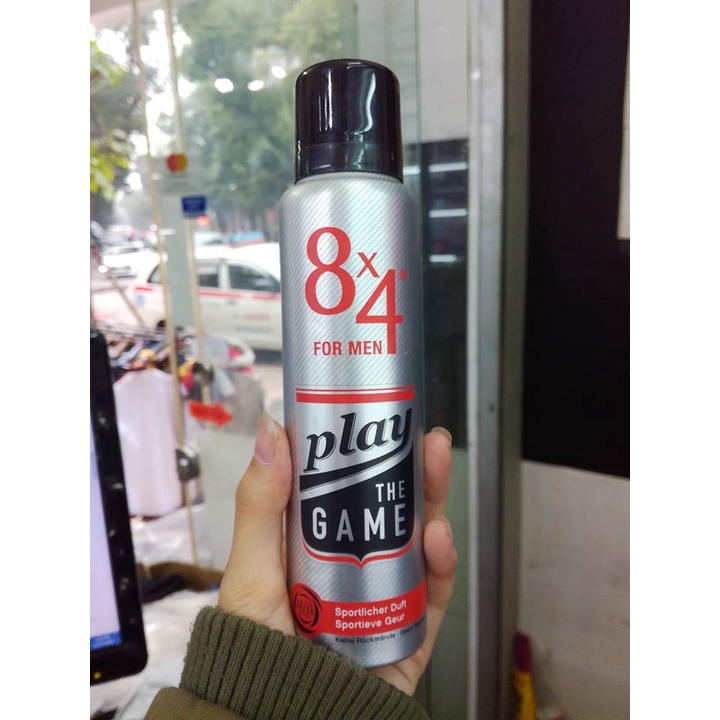 8x4
FOR MEN
play
THE
GAME
Sportlicher Duft
Sportieve Geur
Keine Rückstände